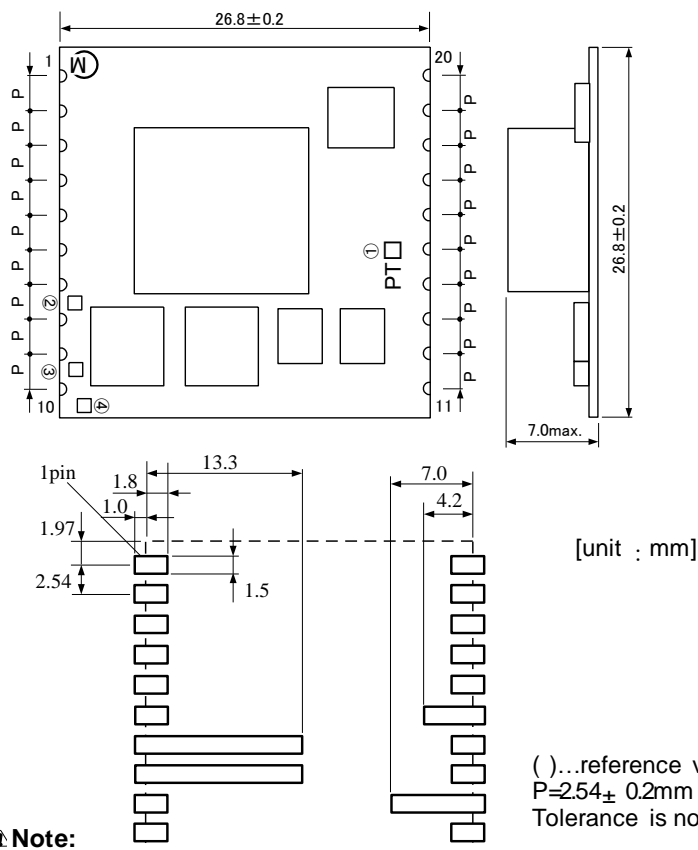 26.8±0.2
1
M
20
P P
P P
P P
P P
P P
P P
P P
P P
P P
① PT
②
③
④
10
11
26.8±0.2
7.0max.
1pin
13.3
7.0
1.8
4.2
1.0
1.97
[unit : mm]
2.54
1.5
( )…reference
P=2.54± 0.2mm
Tolerance is
Note: